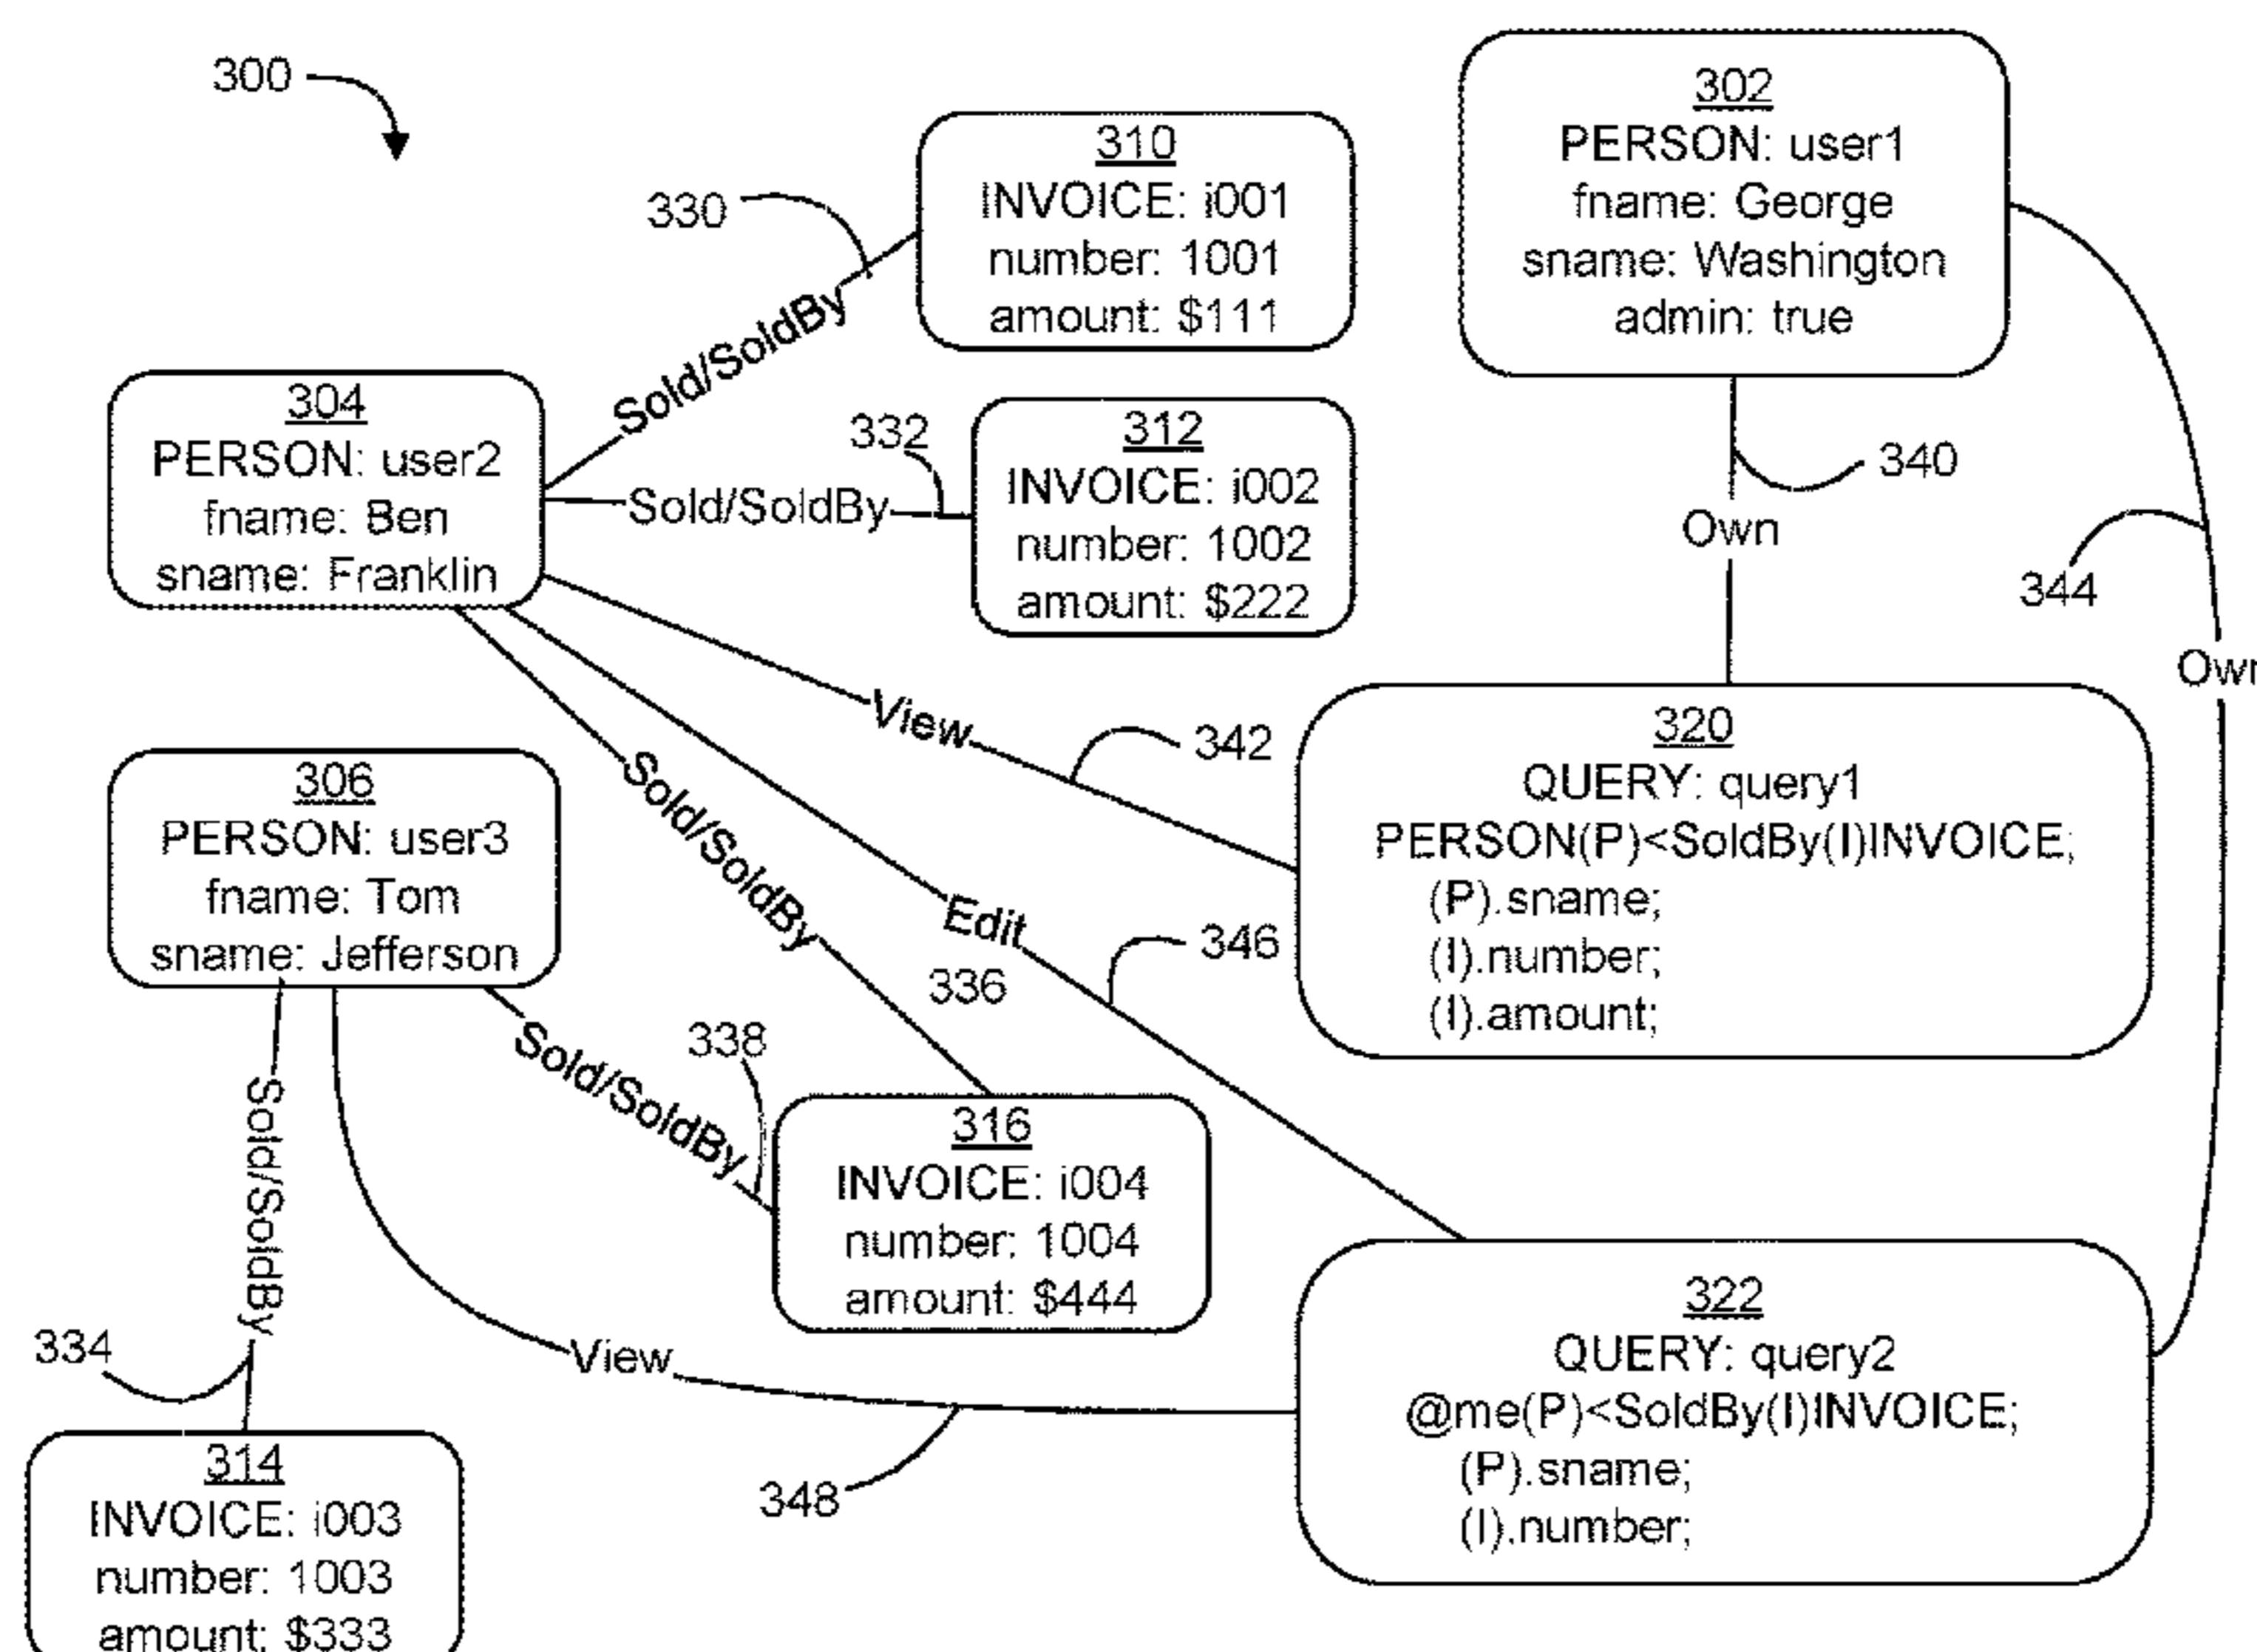 300
302
PERSON: user1
fname: George
sname: Washington
admin: true
310
INVOICE: i001
number: 1001
amount: $111
330
Sold/SoldBy
304
PERSON: user2
fname: Ben
sname: Franklin
332
Sold/SoldBy
312
INVOICE: i002
number: 1002
amount: $222
340
Own
344
Own
View
342
320
QUERY: query1
PERSON(P)<SoldBy(I)INVOICE;
(P).sname;
(I).number;
(I).amount;
306
PERSON: user3
fname: Tom
sname: Jefferson
Sold/SoldBy
Edit
346
336
338
Sold/SoldBy
Sold/SoldBy
316
INVOICE: i004
number: 1004
amount: $444
334
View
348
322
QUERY: query2
@me(P)<SoldBy(I)INVOICE;
(P).sname;
(I).number;
314
INVOICE: i003
number: 1003
amount: $333